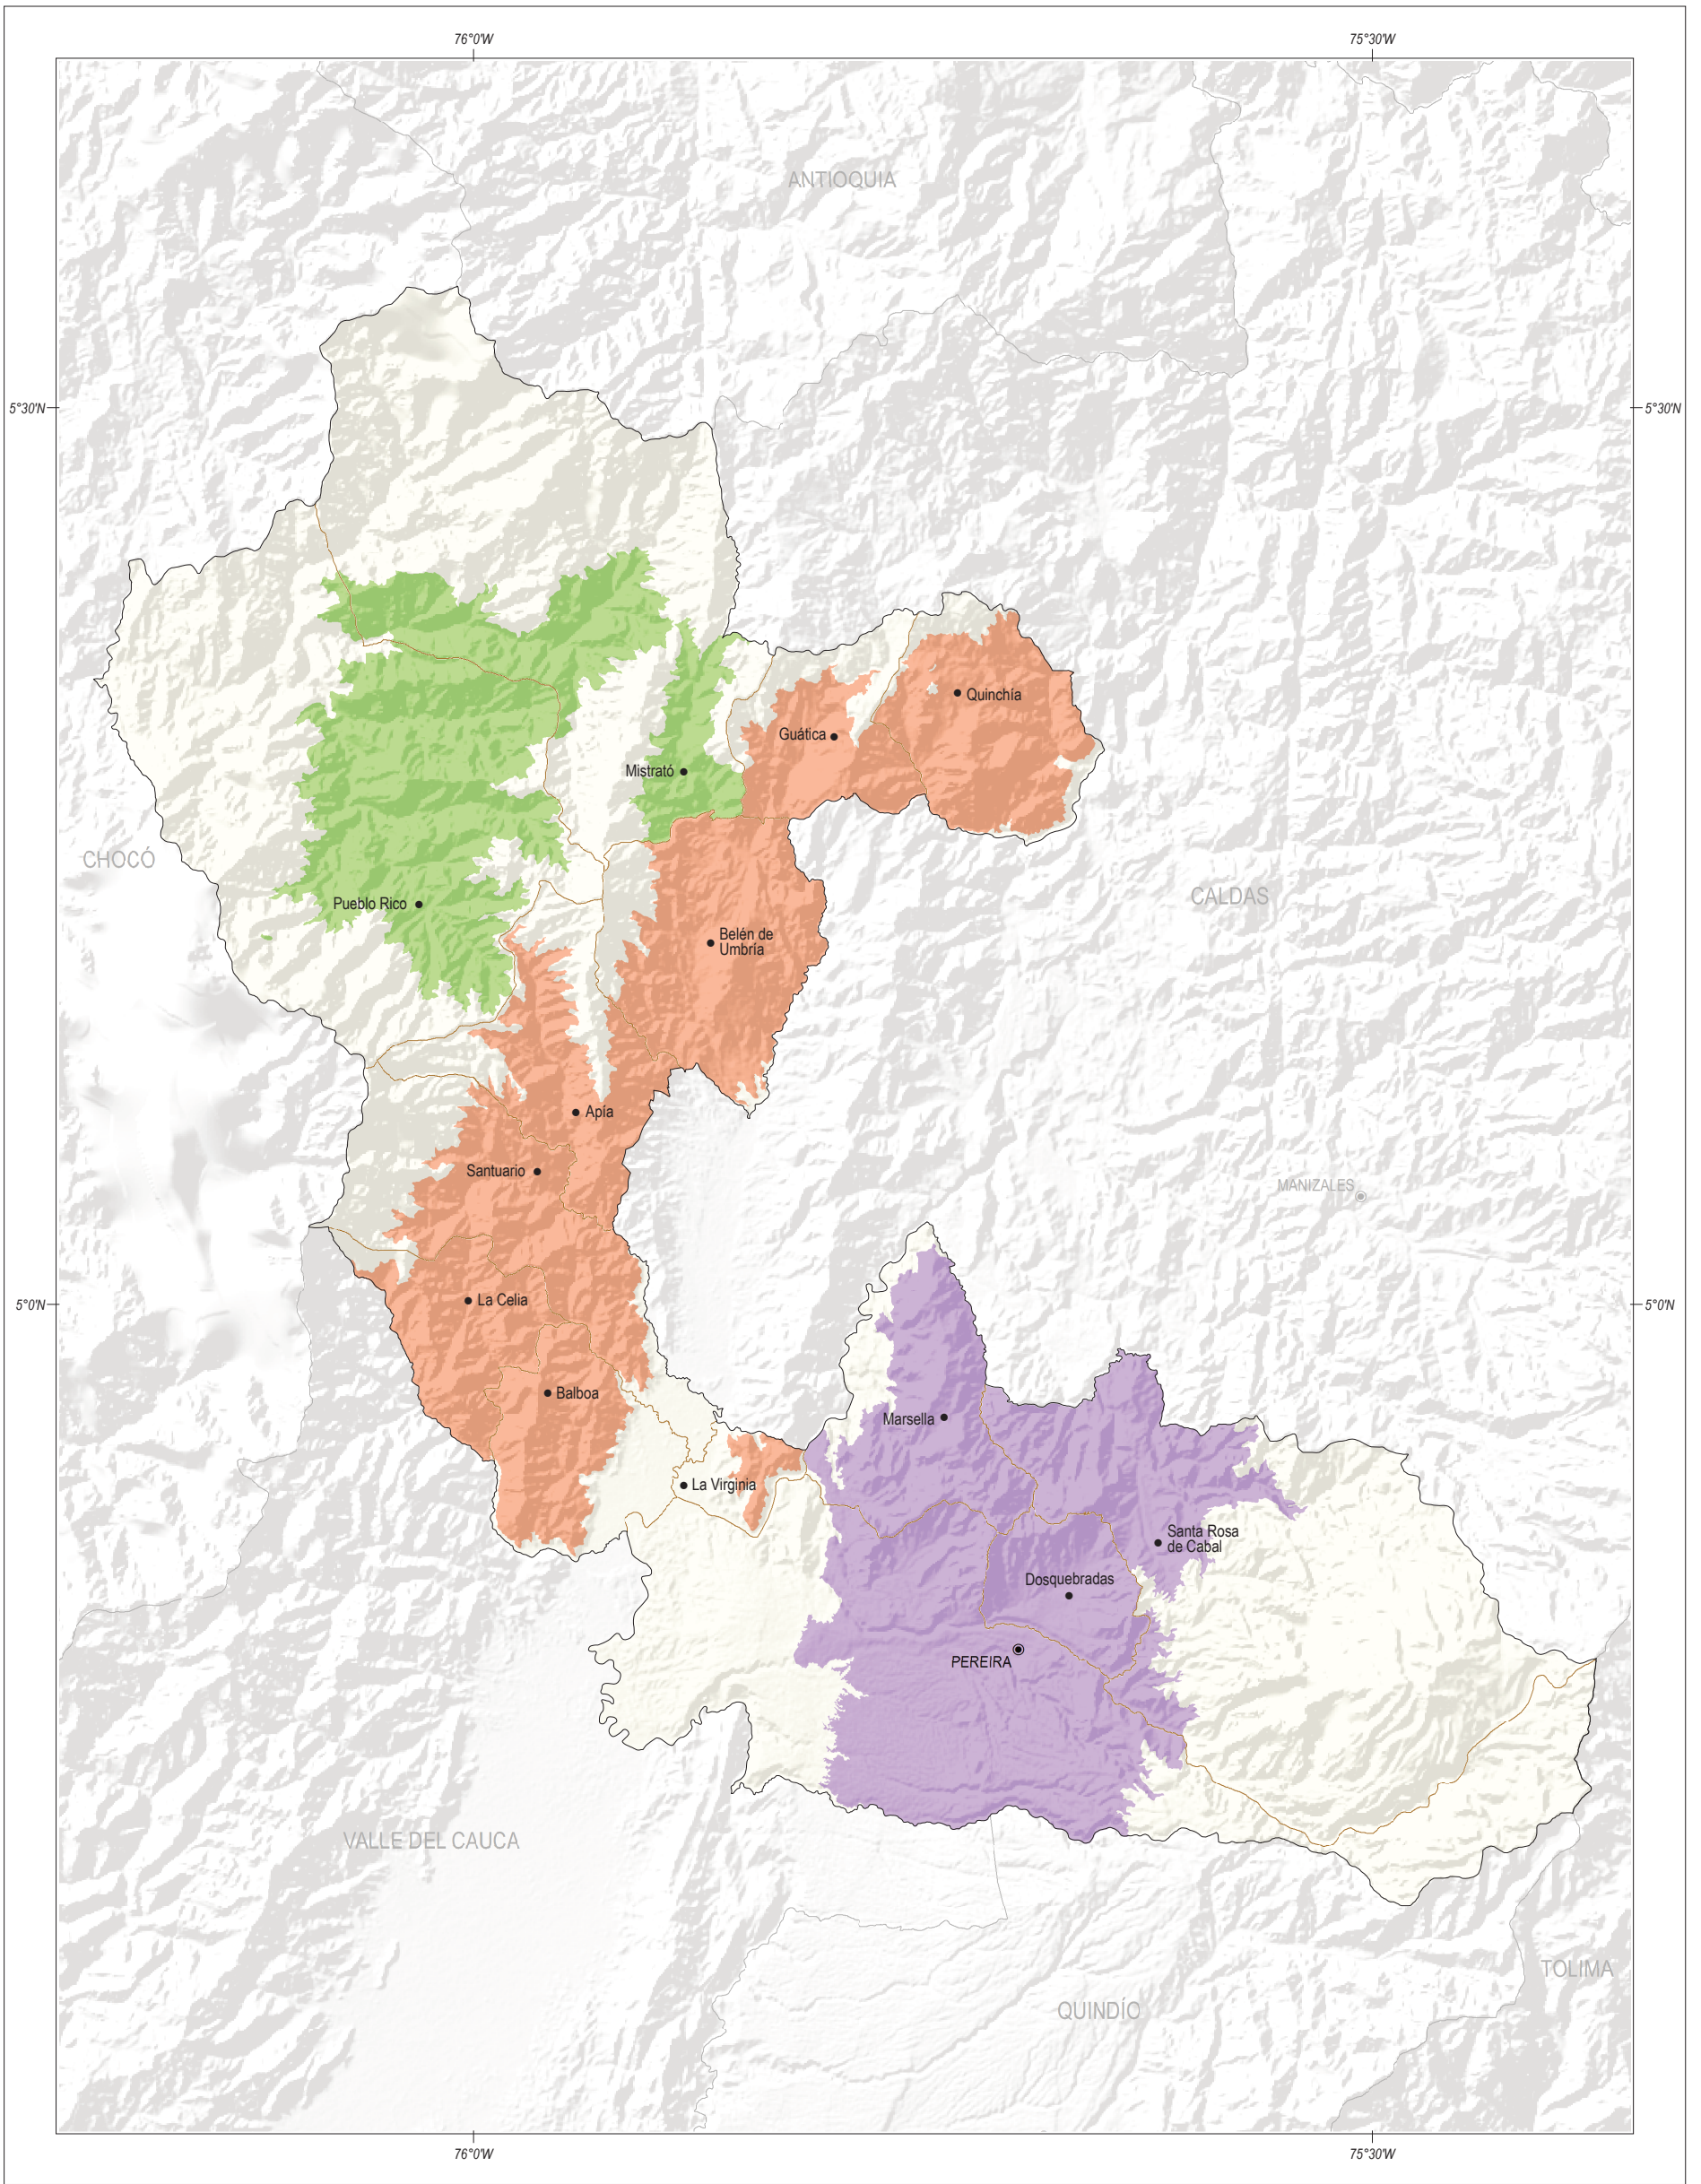 76°0'W
75°30'W
ANTIOQUIA
5°30'N
5°30'N
Quinchía
Guática
Mistrató
CHOCÓ
CALDAS
Pueblo Rico
Belén de
Umbría
Apía
Santuario
MANIZALES
La Celia
5°0'N
5°0'N
Balboa
Marsella
La Virginia
Santa Rosa
de Cabal
Dosquebradas
PEREIRA
VALLE DEL CAUCA
TOLIMA
QUINDÍO
76°0'W
75°30'W